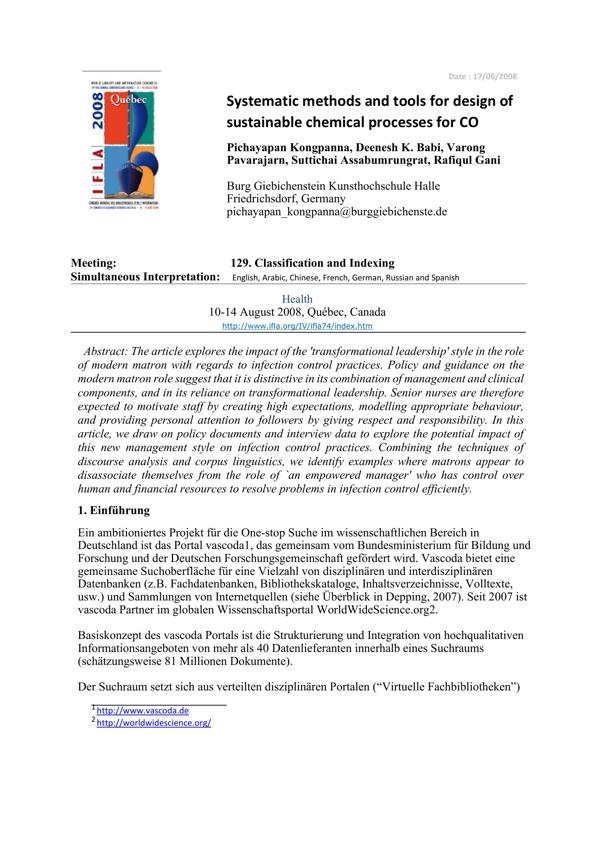 Date : 17/06/2008
WORLD LIBRARY AND INFORMATION CONGRESS:
2008
Québec
IFLA
Systematic methods and tools for design of
sustainable chemical processes for CO
Pichayapan Kongpanna, Deenesh K. Babi, Varong
Pavarajarn, Suttichai Assabumrungrat, Rafiqul Gani
Burg Giebichenstein Kunsthochschule Halle
Friedrichsdorf, Germany
pichayapan_kongpanna@burggiebichenste.de
Meeting: 129. Classification and Indexing
Simultaneous Interpretation: English, Arabic, Chinese, French, German, Russian and Spanish
Health
10-14 August 2008, Québec, Canada
http://www.ifla.org/IV/ifla74/index.htm
Abstract: The article explores the impact of the 'transformational leadership' style in the role
of modern matron with regards to infection control practices. Policy and guidance on the
modern matron role suggest that it is distinctive in its combination of management and clinical
components, and in its reliance on transformational leadership. Senior nurses are therefore
expected to motivate staff by creating high expectations, modelling appropriate behaviour,
and providing personal attention to followers by giving respect and responsibility. In this
article, we draw on policy documents and interview data to explore the potential impact of
this new management style on infection control practices. Combining the techniques of
discourse analysis and corpus linguistics, we identify examples where matrons appear to
disassociate themselves from the role of `an empowered manager' who has control over
human and financial resources to resolve problems in infection control efficiently.
1. Einführung
Ein ambitioniertes Projekt für die One-stop Suche im wissenschaftlichen Bereich in
Deutschland ist das Portal vascoda1, das gemeinsam vom Bundesministerium für Bildung und
Forschung und der Deutschen Forschungsgemeinschaft gefördert wird. Vascoda bietet eine
gemeinsame Suchoberfläche für eine Vielzahl von disziplinären und interdisziplinären
Datenbanken (z.B. Fachdatenbanken, Bibliothekskataloge, Inhaltsverzeichnisse, Volltexte,
usw.) und Sammlungen von Internetquellen (siehe Überblick in Depping, 2007). Seit 2007 ist
vascoda Partner im globalen Wissenschaftsportal WorldWideScience.org2.
Basiskonzept des vascoda Portals ist die Strukturierung und Integration von hochqualitativen
Informationsangeboten von mehr als 40 Datenlieferanten innerhalb eines Suchraums
(schätzungsweise 81 Millionen Dokumente).
Der Suchraum setzt sich aus verteilten disziplinären Portalen (“Virtuelle Fachbibliotheken”)
1 http://www.vascoda.de
2 http://worldwidescience.org/